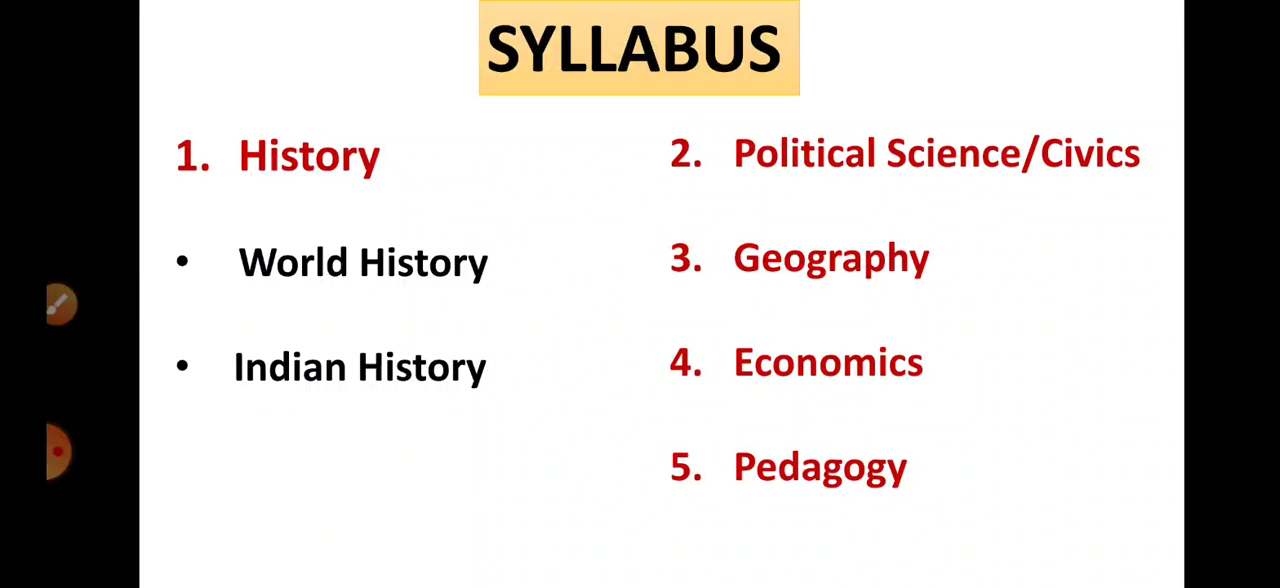 SYLLABUS
1. History
• World History
• Indian History
2. Political Science/Civics
3. Geography
4. Economics
5. Pedagogy